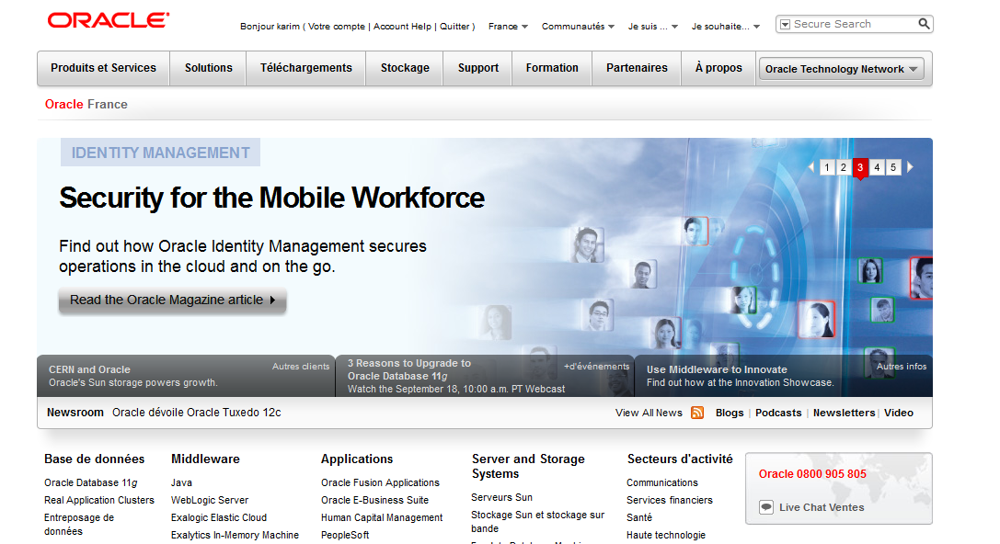 ORACLE®
Bonjour karim ( Votre compte | Account Help | Quitter ) France Communautés Je suis ... Je souhaite... Secure Search
Produits et Services Solutions Téléchargements Stockage Support Formation Partenaires À propos Oracle Technology Network
Oracle France
IDENTITY MANAGEMENT
1 2 3 4 5
Security for the Mobile Workforce
Find out how Oracle Identity Management secures
operations in the cloud and on the go.
Read the Oracle Magazine article
CERN and Oracle Autres clients
Oracle's Sun storage powers growth.
3 Reasons to Upgrade to +d'événements
Oracle Database 11g
Watch the September 18, 10:00 a.m. PT Webcast
Use Middleware to Innovate Autres infos
Find out how at the Innovation Showcase.
Newsroom Oracle dévoile Oracle Tuxedo 12c View All News Blogs | Podcasts | Newsletters | Video
Base de données
Oracle Database 11g
Real Application Clusters
Entreposage de
données
Middleware
Java
WebLogic Server
Exalogic Elastic Cloud
Exalytics In-Memory Machine
Applications
Oracle Fusion Applications
Oracle E-Business Suite
Human Capital Management
PeopleSoft
Server and Storage
Systems
Serveurs Sun
Stockage Sun et stockage sur
bande
Secteurs d'activité
Communications
Services financiers
Santé
Haute technologie
Oracle 0800 905 805
Live Chat Ventes